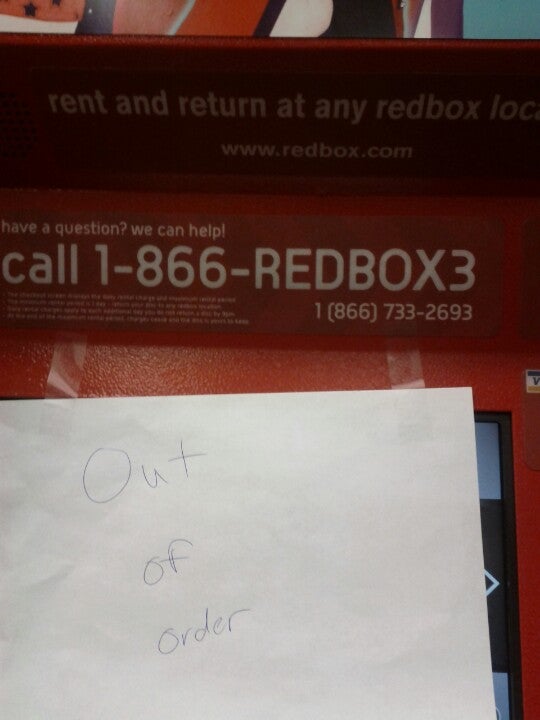 rent and return at any redbox loca
www.redbox.com
have a question? we can help!
call 1-866-REDBOX3
1 (866) 733-2693
Out
of
order